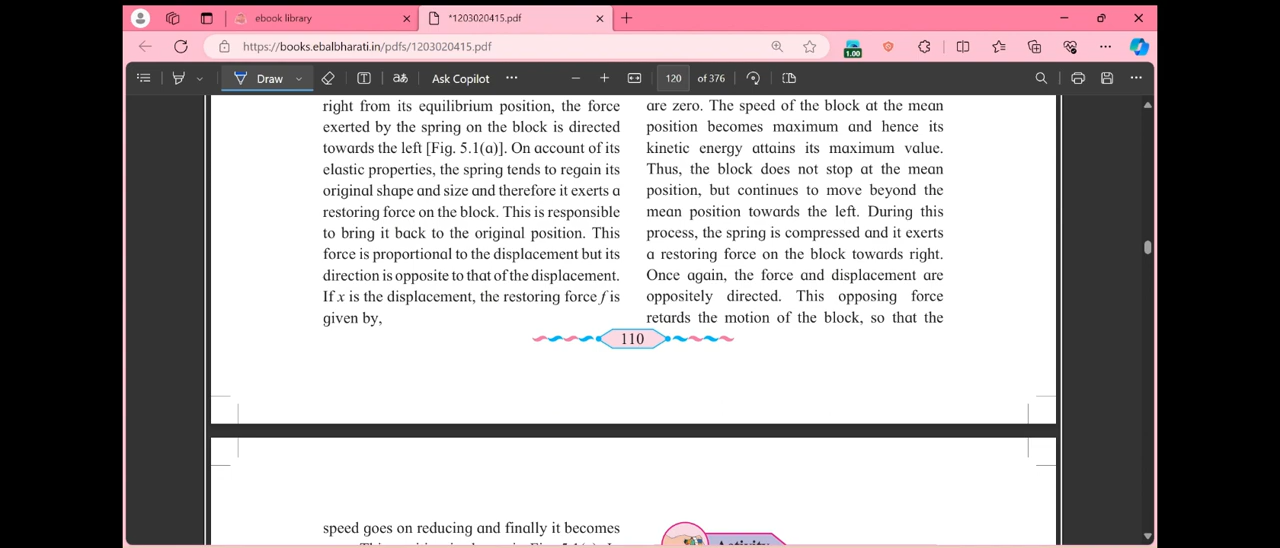 ebook library
*1203020415.pdf
https://books.ebalbharati.in/pdfs/1203020415.pdf
1.00
Draw
Ask Copilot
120 of 376
right from its equilibrium position, the force
exerted by the spring on the block is directed
towards the left [Fig. 5.1(a)]. On account of its
elastic properties, the spring tends to regain its
original shape and size and therefore it exerts a
restoring force on the block. This is responsible
to bring it back to the original position. This
force is proportional to the displacement but its
direction is opposite to that of the displacement.
If x is the displacement, the restoring force f is
given by,
are zero. The speed of the block at the mean
position becomes maximum and hence its
kinetic energy attains its maximum value.
Thus, the block does not stop at the mean
position, but continues to move beyond the
mean position towards the left. During this
process, the spring is compressed and it exerts
a restoring force on the block towards right.
Once again, the force and displacement are
oppositely directed. This opposing force
retards the motion of the block, so that the
110
speed goes on reducing and finally it becomes
Activity